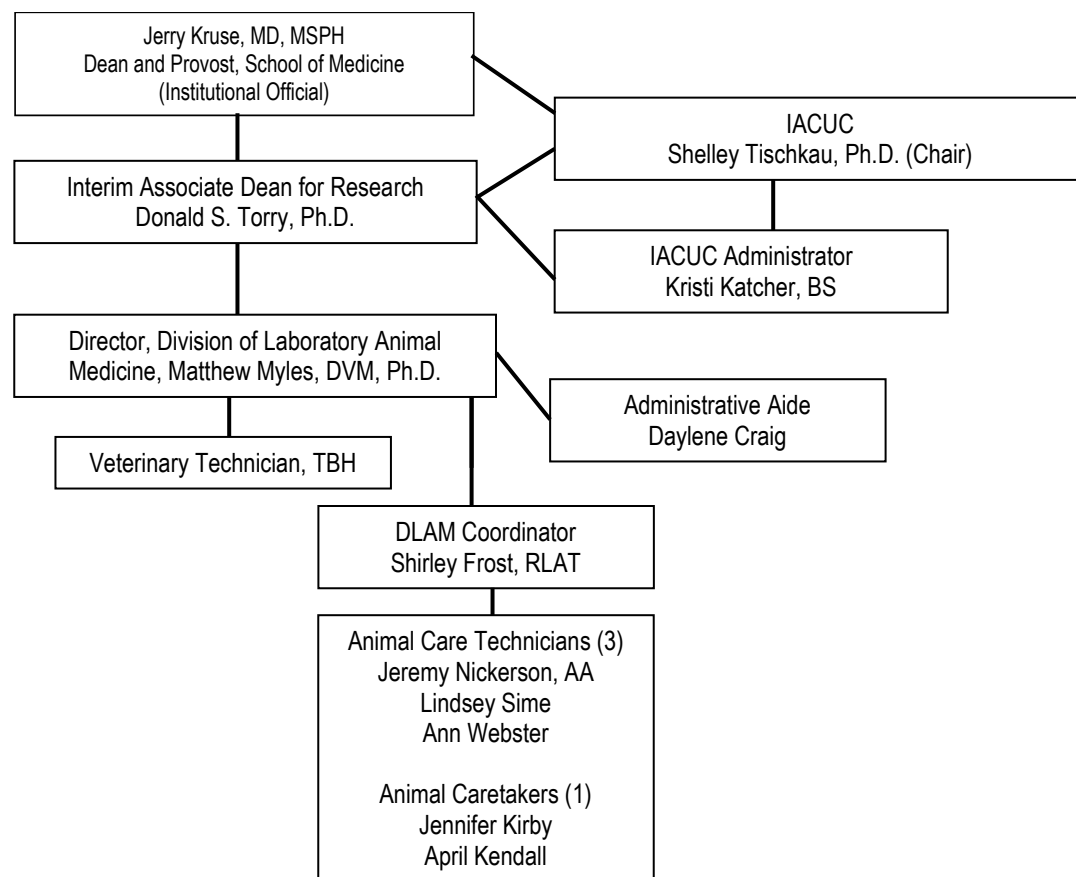 Jerry Kruse, MD, MSPH
Dean and Provost, School of Medicine
(Institutional Official)
IACUC
Shelley Tischkau, Ph.D. (Chair)
Interim Associate Dean for Research
Donald S. Torry, Ph.D.
IACUC Administrator
Kristi Katcher, BS
Director, Division of Laboratory Animal
Medicine, Matthew Myles, DVM, Ph.D.
Administrative Aide
Daylene Craig
Veterinary Technician, TBH
DLAM Coordinator
Shirley Frost, RLAT
Animal Care Technicians (3)
Jeremy Nickerson, AA
Lindsey Sime
Ann Webster
Animal Caretakers (1)
Jennifer Kirby
April Kendall